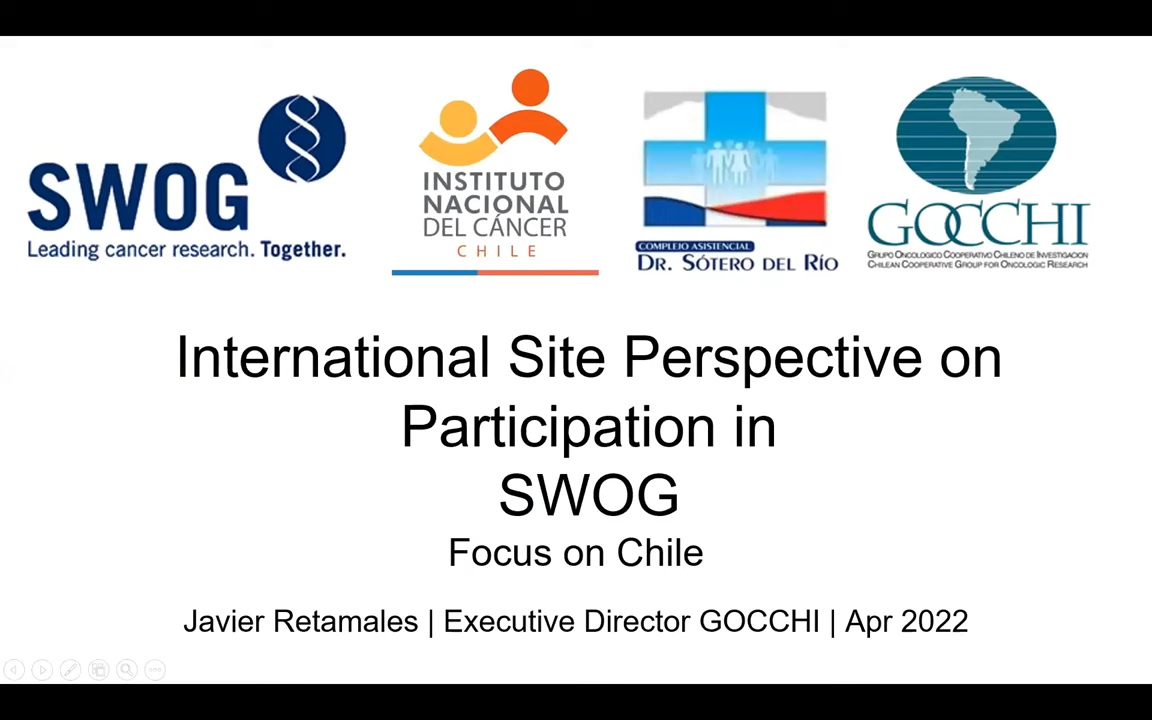 SWOG
Leading cancer research. Together.
INSTITUTO
NACIONAL
DEL CÁNCER
CHILE
COMPLEJO ASISTENCIAL
DR. SÓTERO DEL RÍO
GOCCHI
GRUPO ONCOLOGICO COOPERATIVO CHILENO DE INVESTIGACION
CHILEAN COOPERATIVE GROUP FOR ONCOLOGIC RESEARCH
International Site Perspective on
Participation in
SWOG
Focus on Chile
Javier Retamales | Executive Director GOCCHI | Apr 2022